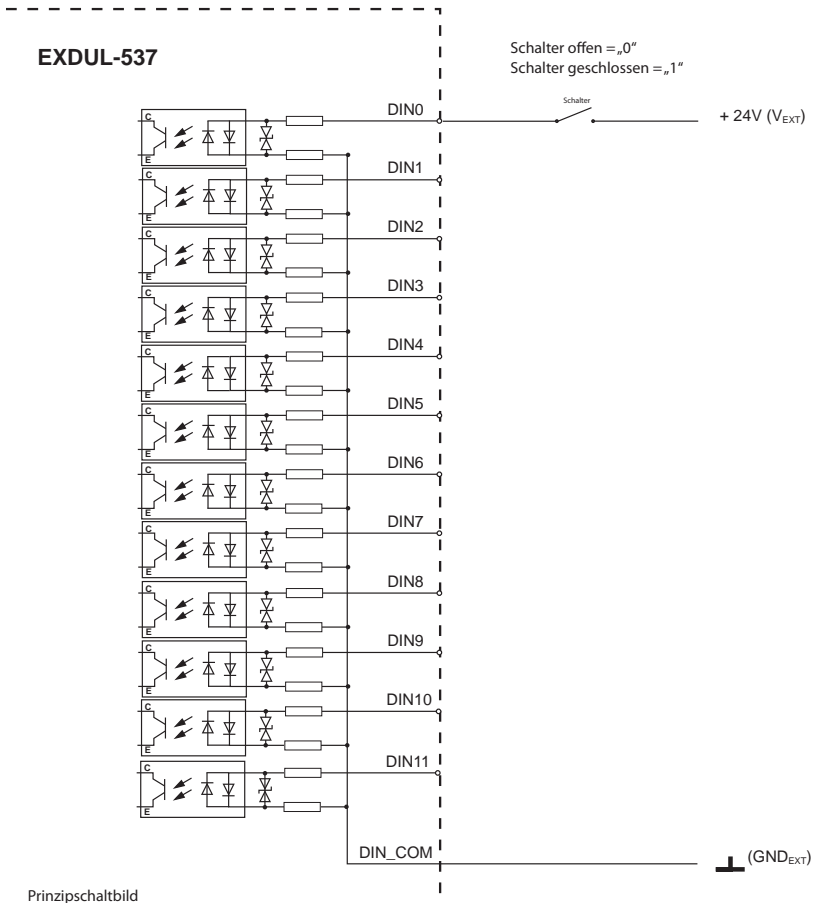 EXDUL-537
Schalter offen =„0“
Schalter geschlossen =„1“
Schalter
+ 24V (VEXT)
DIN0
C
E
DIN1
C
E
DIN2
C
E
DIN3
C
E
DIN4
C
E
DIN5
C
E
DIN6
C
E
DIN7
C
E
DIN8
C
E
DIN9
C
E
DIN10
C
E
DIN11
C
E
DIN_COM
(GNDEXT)
Prinzipschaltbild